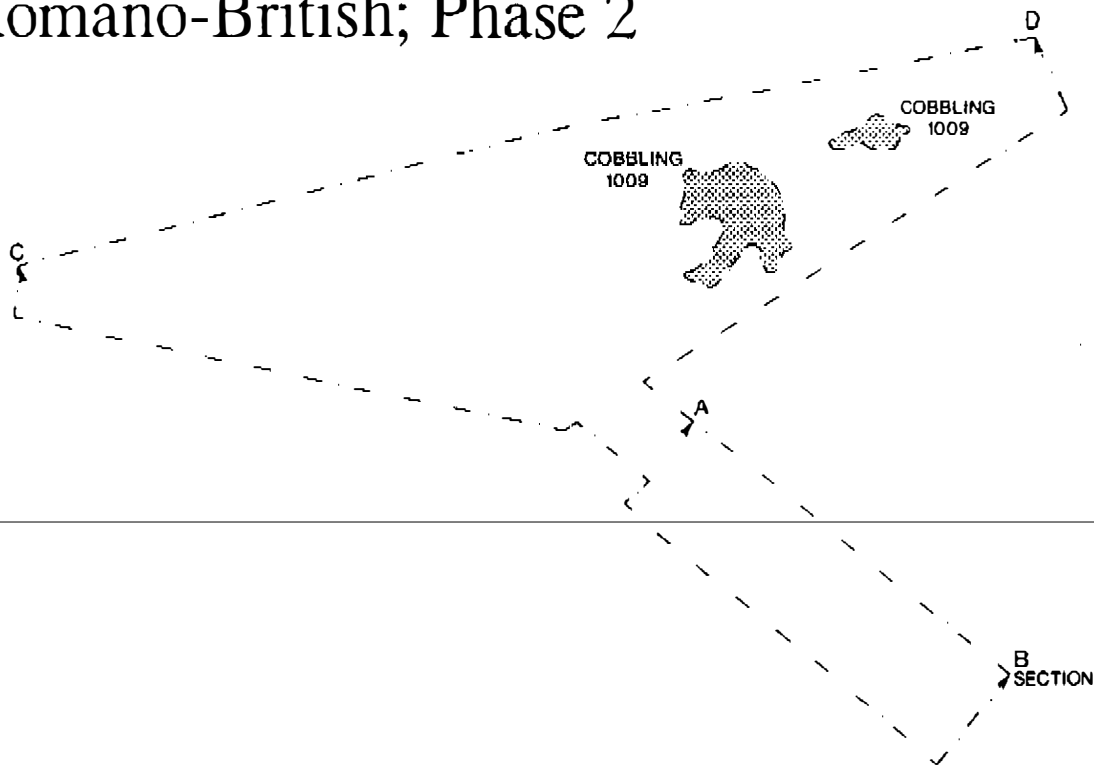 omano-British; Phase 2
D
COBBLING
1009
COBBLING
1009
C
A
B
SECTION